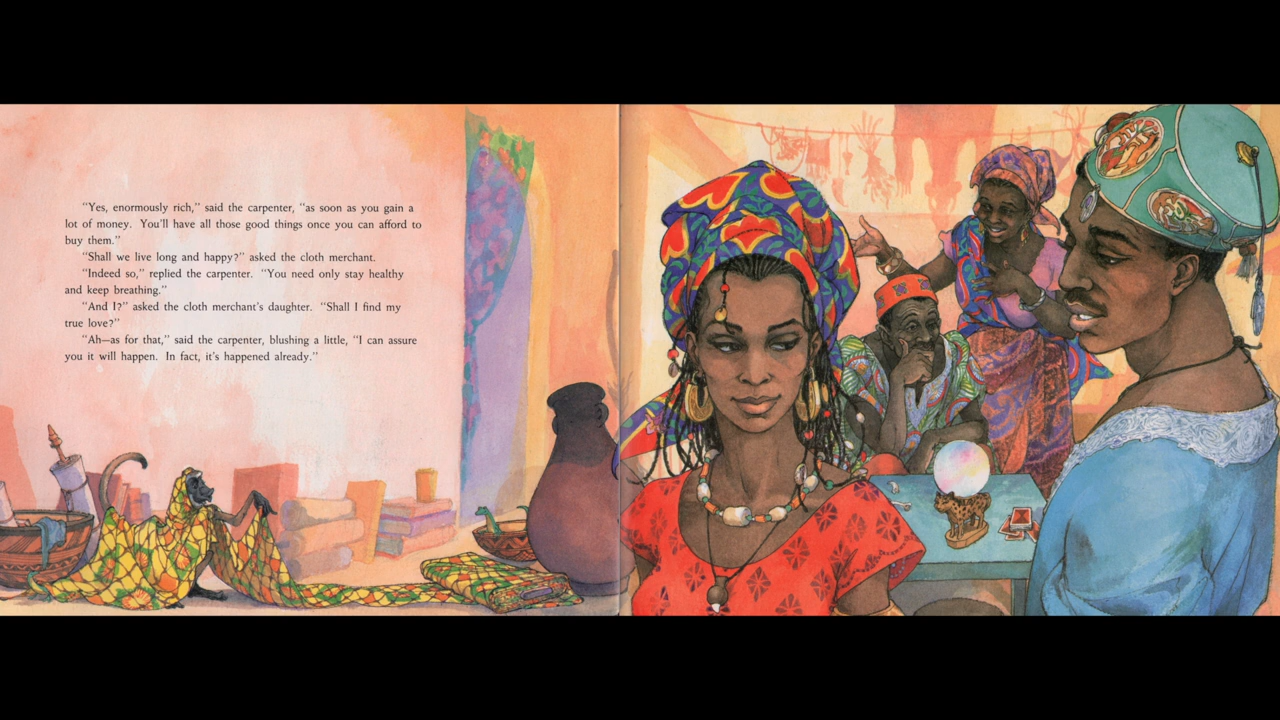 “Yes, enormously rich,” said the carpenter, “as soon as you gain a
lot of money. You’ll have all those good things once you can afford to
buy them.”
“Shall we live long and happy?” asked the cloth merchant.
“Indeed so,” replied the carpenter. “You need only stay healthy
and keep breathing.”
“And I?” asked the cloth merchant’s daughter. “Shall I find my
true love?”
“Ah—as for that,” said the carpenter, blushing a little, “I can assure
you it will happen. In fact, it’s happened already.”